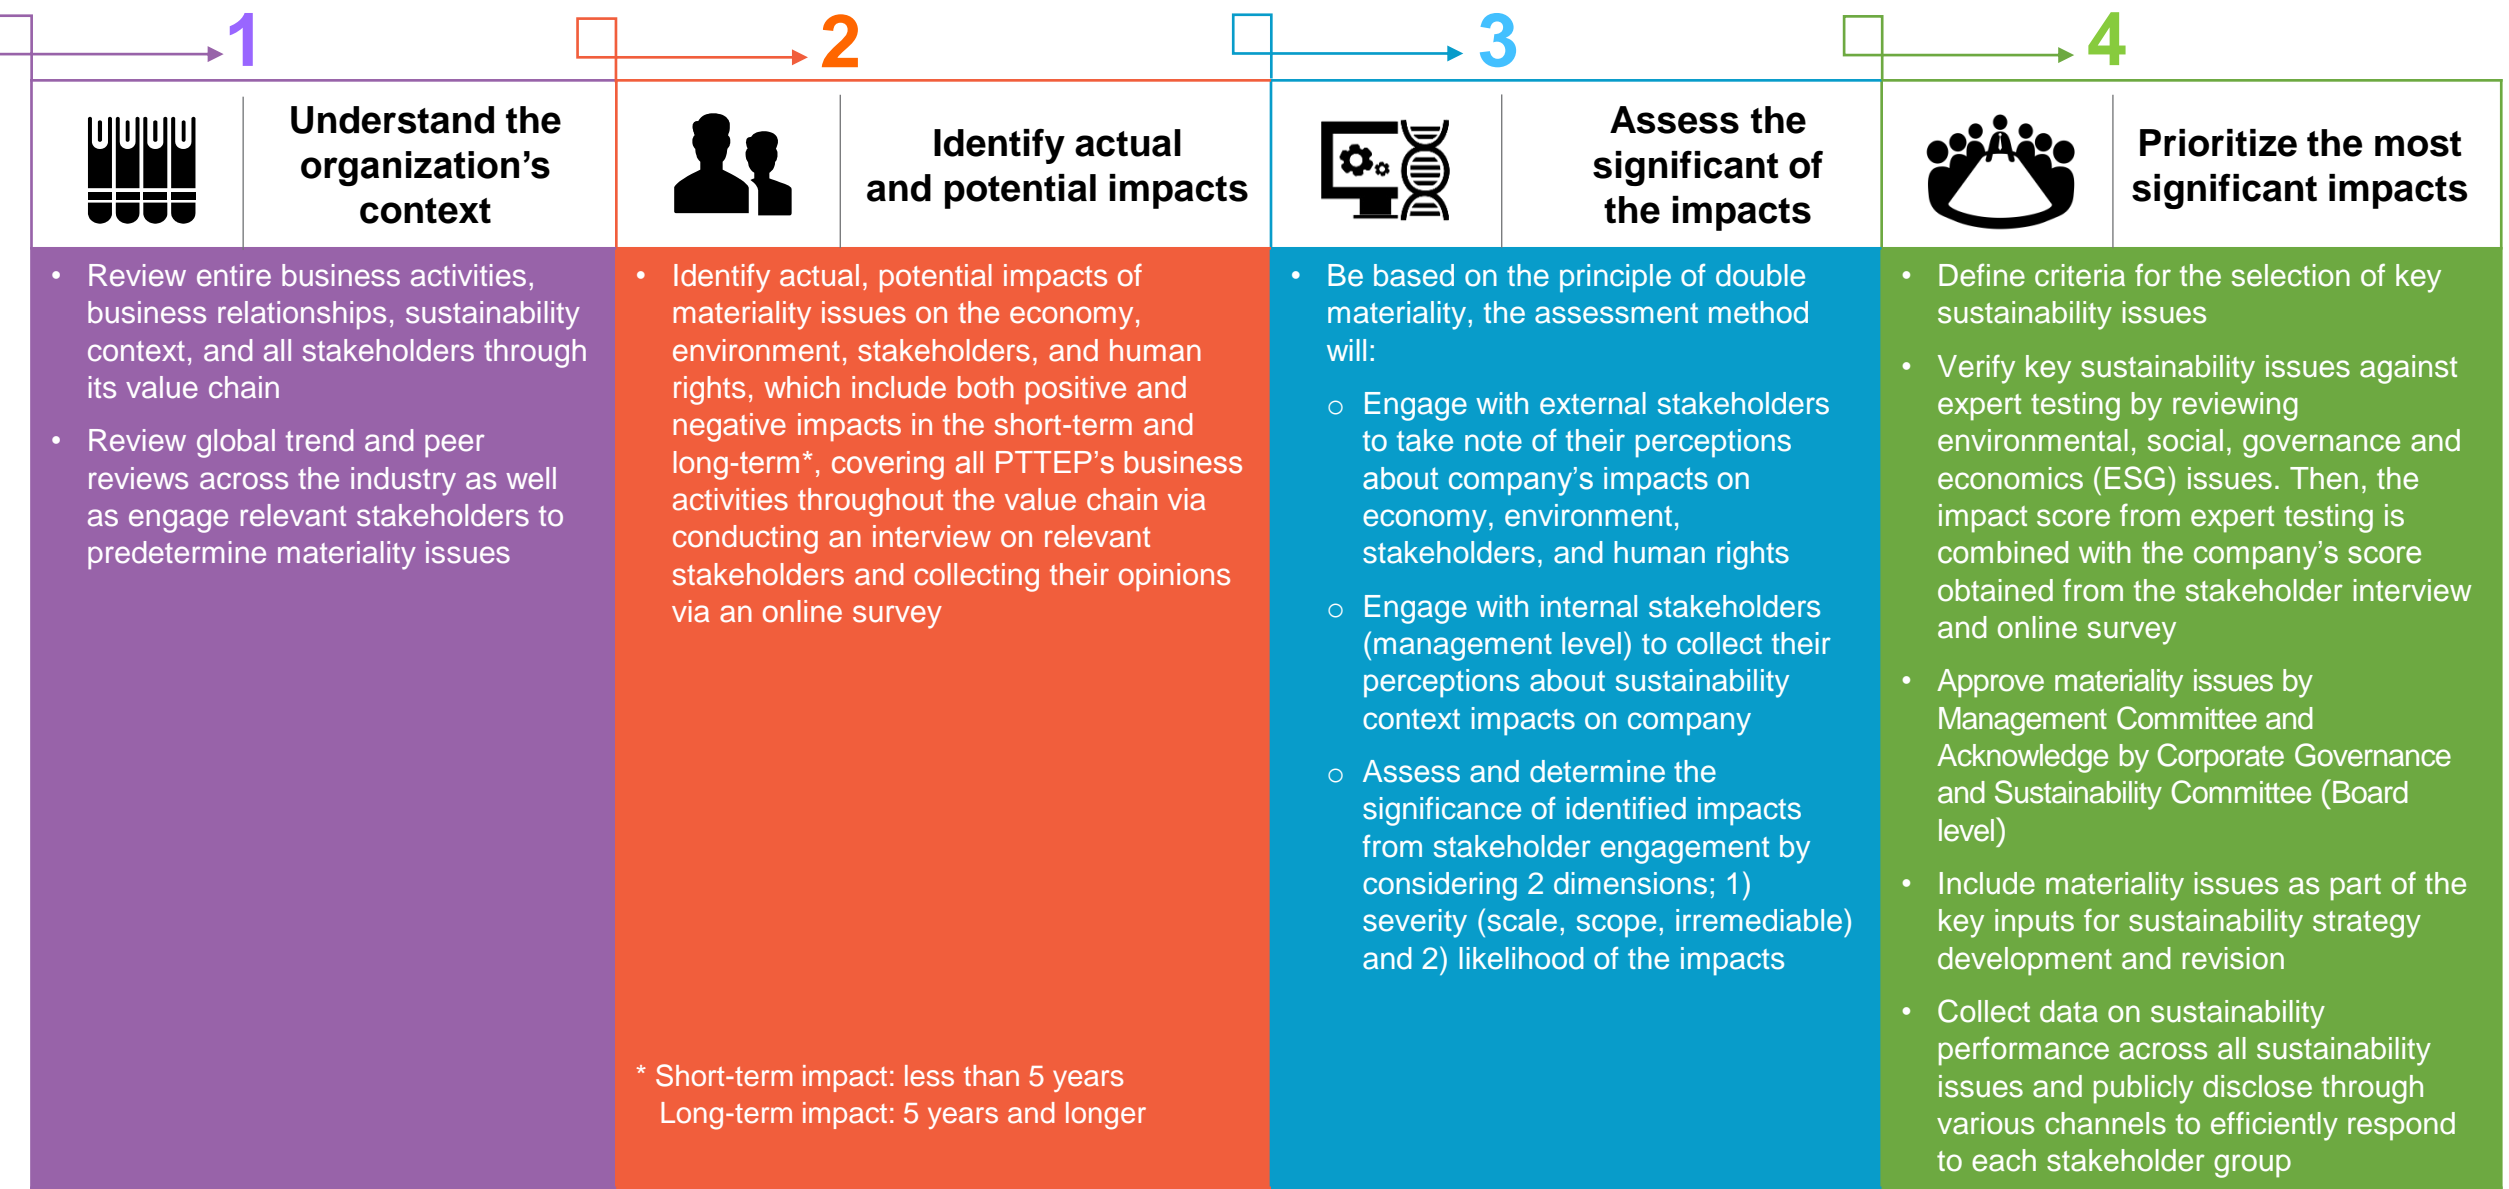 1
Understand the
organization’s
context
• Review entire business activities,
business relationships, sustainability
context, and all stakeholders through
its value chain
• Review global trend and peer
reviews across the industry as well
as engage relevant stakeholders to
predetermine materiality issues
2
Identify actual
and potential impacts
• Identify actual, potential impacts of
materiality issues on the economy,
environment, stakeholders, and human
rights, which include both positive and
negative impacts in the short-term and
long-term*, covering all PTTEP’s business
activities throughout the value chain via
conducting an interview on relevant
stakeholders and collecting their opinions
via an online survey
* Short-term impact: less than 5 years
Long-term impact: 5 years and longer
3
Assess the
significant of
the impacts
• Be based on the principle of double
materiality, the assessment method
will:
o Engage with external stakeholders
to take note of their perceptions
about company’s impacts on
economy, environment,
stakeholders, and human rights
o Engage with internal stakeholders
(management level) to collect their
perceptions about sustainability
context impacts on company
o Assess and determine the
significance of identified impacts
from stakeholder engagement by
considering 2 dimensions; 1)
severity (scale, scope, irremediable)
and 2) likelihood of the impacts
4
Prioritize the most
significant impacts
• Define criteria for the selection of key
sustainability issues
• Verify key sustainability issues against
expert testing by reviewing
environmental, social, governance and
economics (ESG) issues. Then, the
impact score from expert testing is
combined with the company’s score
obtained from the stakeholder interview
and online survey
• Approve materiality issues by
Management Committee and
Acknowledge by Corporate Governance
and Sustainability Committee (Board
level)
• Include materiality issues as part of the
key inputs for sustainability strategy
development and revision
• Collect data on sustainability
performance across all sustainability
issues and publicly disclose through
various channels to efficiently respond
to each stakeholder group